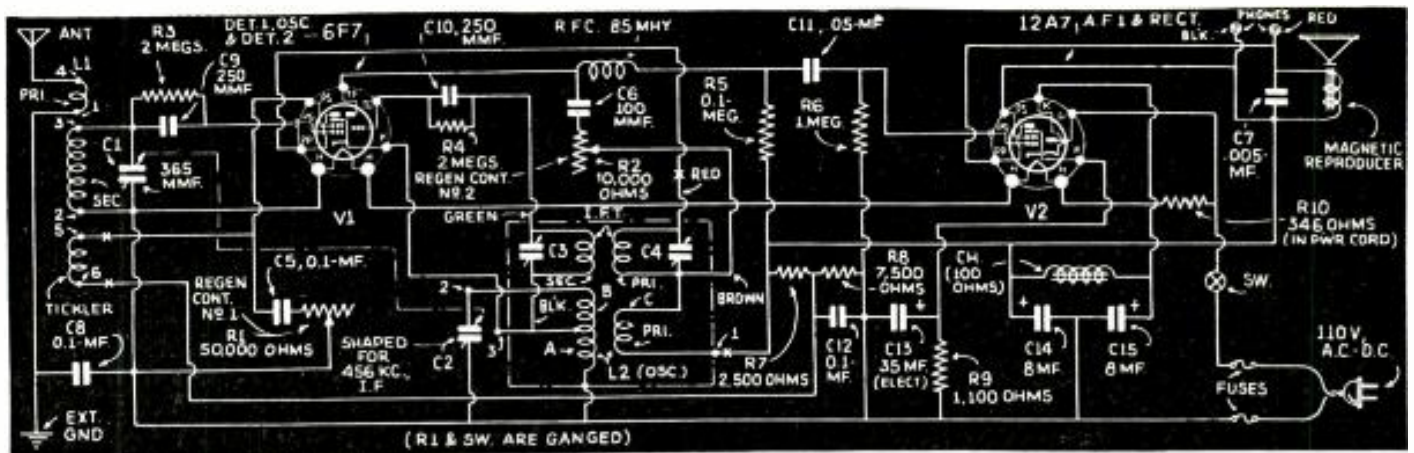 ANT
L1
4
PRI.
1
3
C1
365
MMF.
SEC
2
5
6
TICKLER
C8
0.1-MF.
EXT.
GND
R3
2 MEGS.
C9
250
MMF
DET.1, OSC.
& DET.2 - 6F7
V1
C5, 0.1-MF.
REGEN
CONT.
Nº.1
R1
50,000 OHMS
C10, 250
MMF.
R4
2 MEGS.
REGEN CONT.
Nº.2
GREEN
R.F.C. 85 MHY
C6
100
MMF.
R2
10,000
OHMS
RED
I.F.T.
C3
C4
SEC
PRI.
BLK.
B
C
BROWN
2
3
C2
SHAPED
FOR
456 KC.,
I.F.
A
PRI.
1
L2 (OSC.)
C11, .05-MF
R5
0.1-
MEG.
R6
1 MEG.
R8
7,500
OHMS
R7
2,500 OHMS
C12
0.1-
MF.
C13
35 MF.
(ELECT)
R9
1,100 OHMS
12A7, A F 1 & RECT.
V2
PHONES
BLK.
RED
C7
.005-
MF.
MAGNETIC
REPRODUCER
R10
346 OHMS
(IN PWR CORD)
CH
(100
OHMS)
C14
8 MF.
C15
8 MF.
SW.
FUSES
110 V.
A.C.-D.C.
(R1 & SW. ARE GANGED)